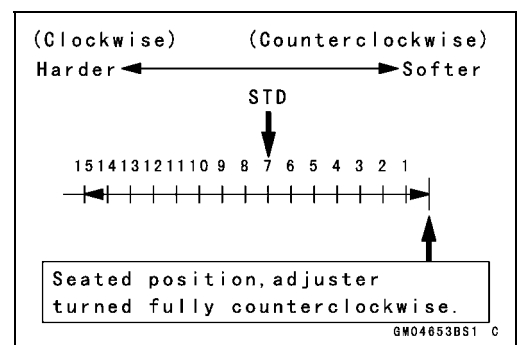 (Clockwise) (Counterclockwise)
Harder Softer
STD
15 14 13 12 11 10 9 8 7 6 5 4 3 2 1
Seated position, adjuster
turned fully counterclockwise.
GM04653BS1 C